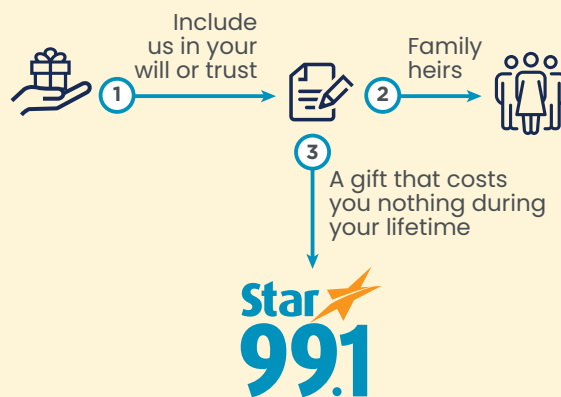 Include
us in your
will or trust
1
Family
heirs
2
3
A gift that costs
you nothing during
your lifetime
Star
99.1